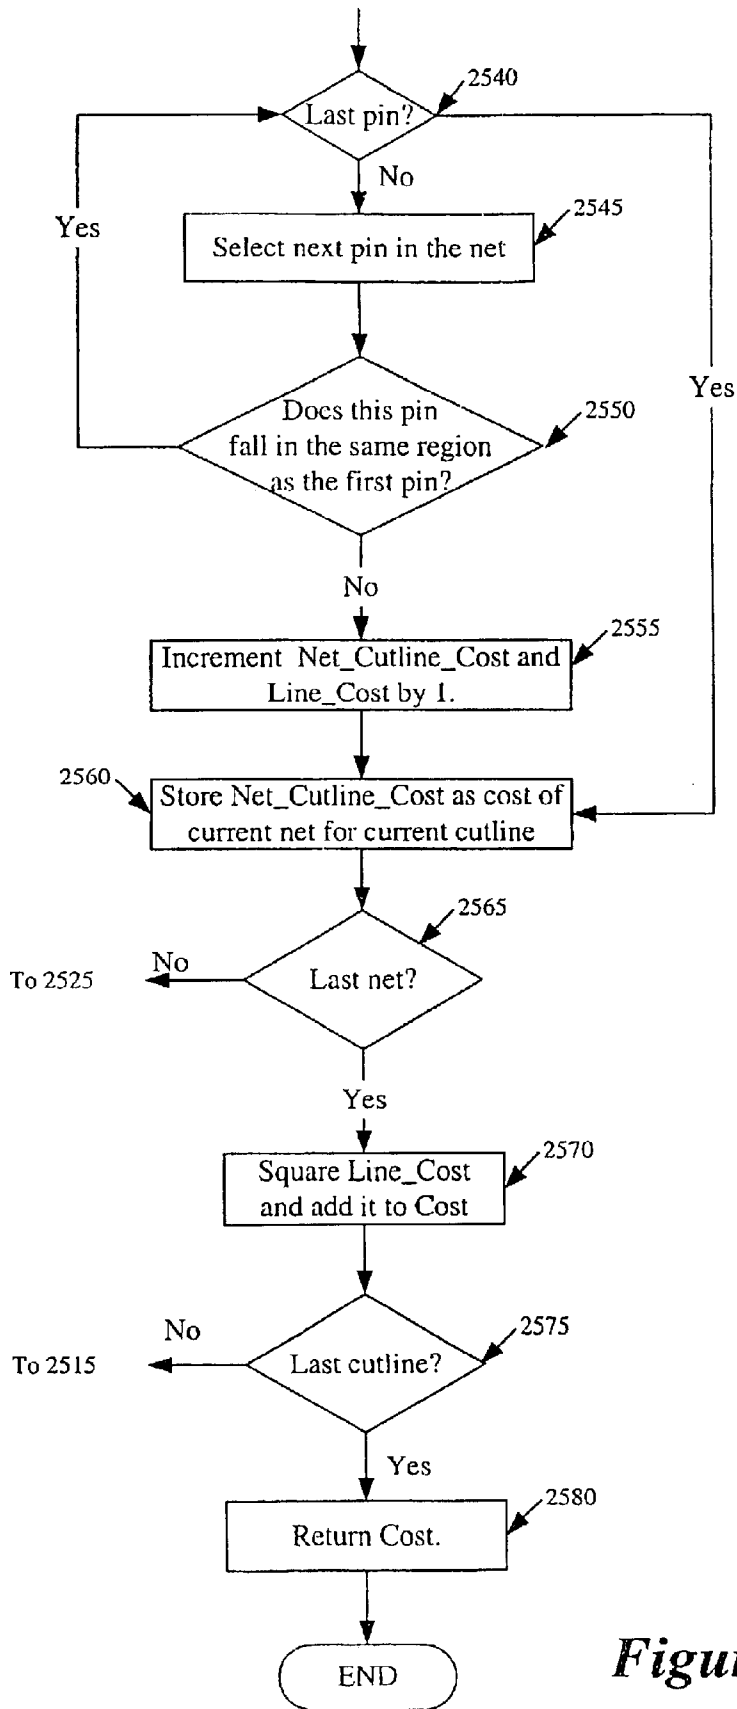 2540
Last pin?
No
2545
Yes
Select next pin in the net
Yes
Does this pin
fall in the same region
as the first pin?
2550
No
2555
Increment Net_Cutline_Cost and
Line_Cost by 1.
2560
Store Net_Cutline_Cost as cost of
current net for current cutline
2565
To 2525
No
Last net?
Yes
2570
Square Line_Cost
and add it to Cost
2575
No
To 2515
Last cutline?
Yes
2580
Return Cost.
END